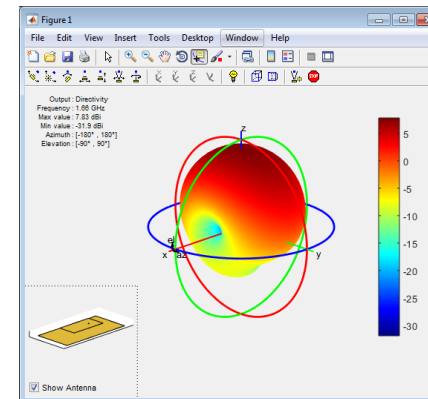 Figure 1
File Edit View Insert Tools Desktop Window Help
Output : Directivity
Frequency : 1.66 GHz
Max value : 7.83 dBi
Min value : -31.9 dBi
Azimuth : [-180° , 180°]
Elevation : [-90° , 90°]
z
el
x az
y
5
0
-5
-10
-15
-20
-25
-30
Show Antenna